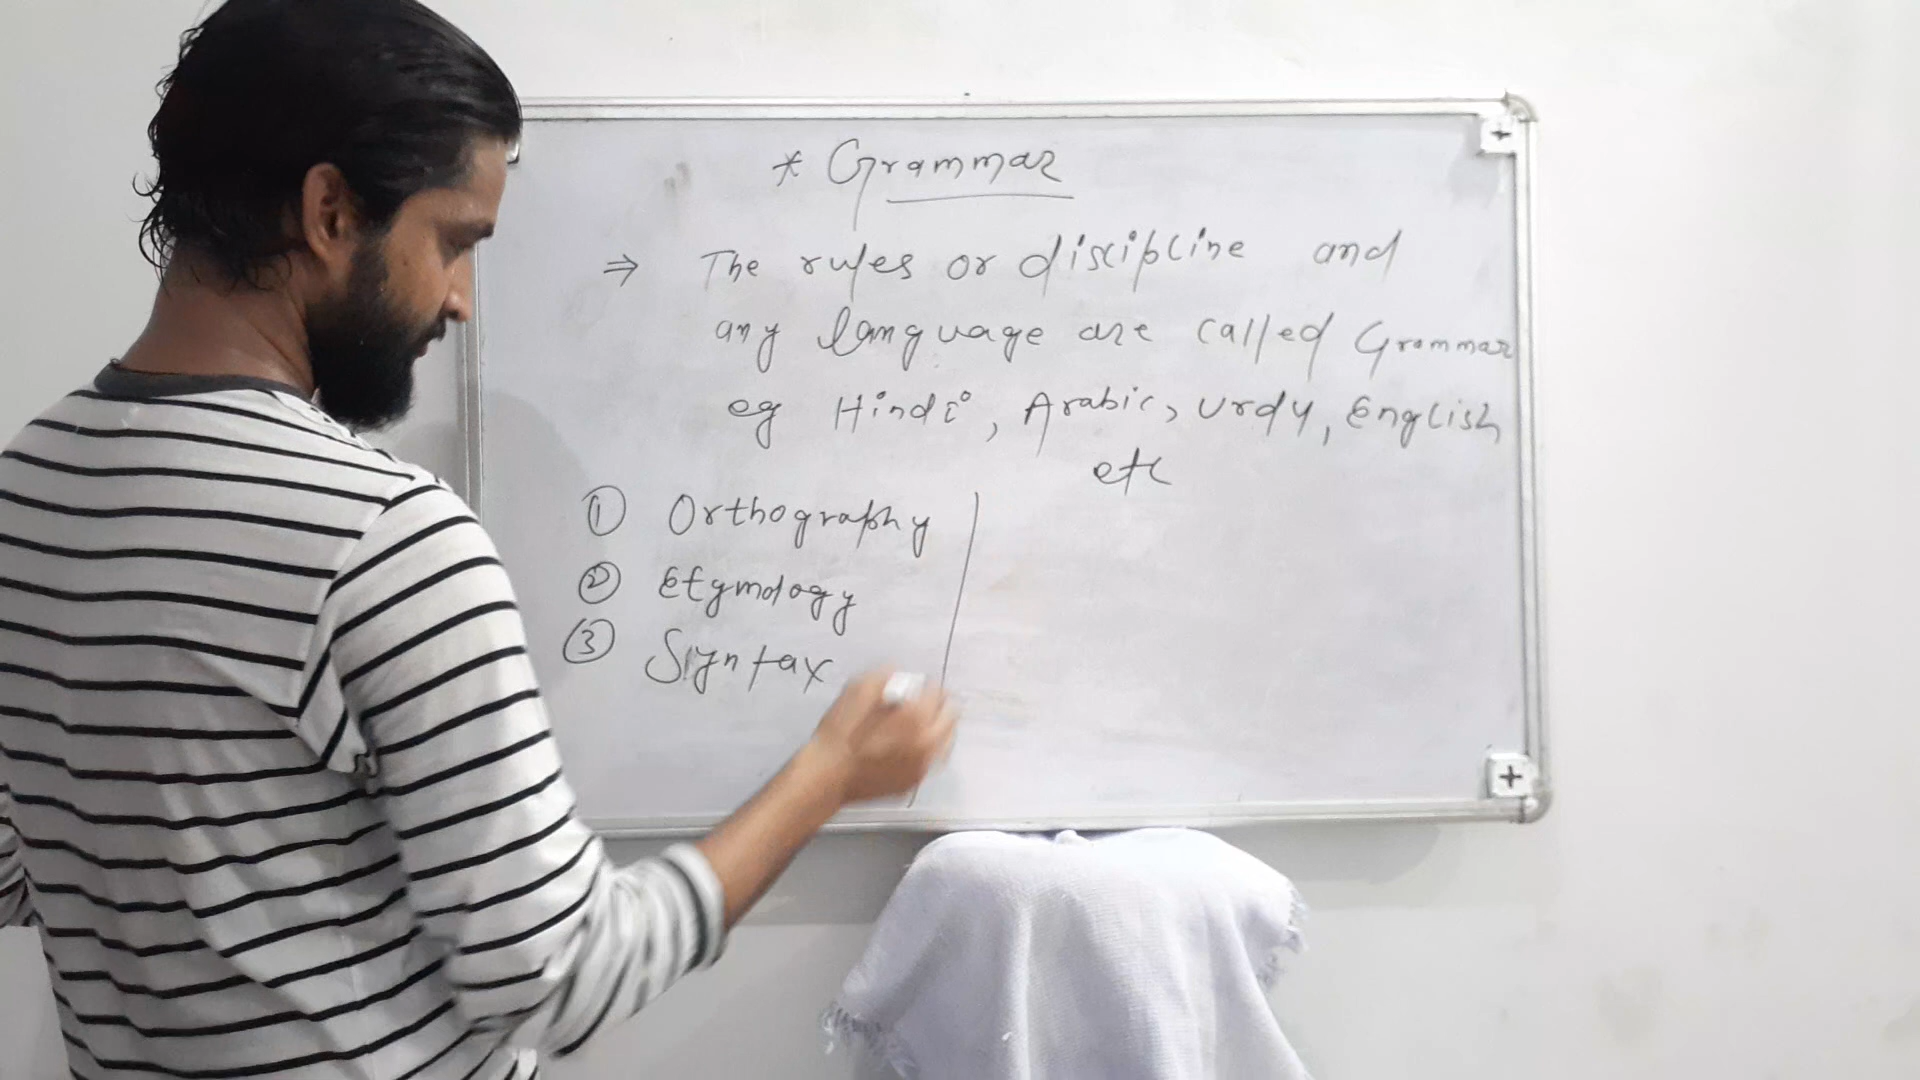 * Grammar
⇒ The rules or discipline and
any language are called Grammar
eg Hindi, Arabic, Urdu, English
etc
① Orthography
② Etymology
③ Syntax